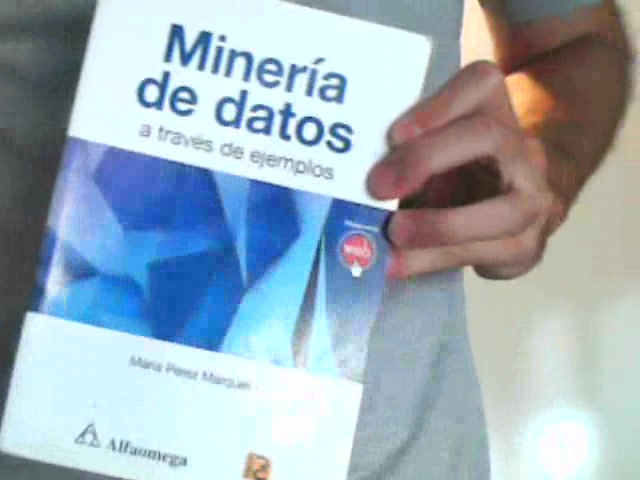 Minería
de datos
a través de ejemplos
María Pérez Marqués
Alfaomega